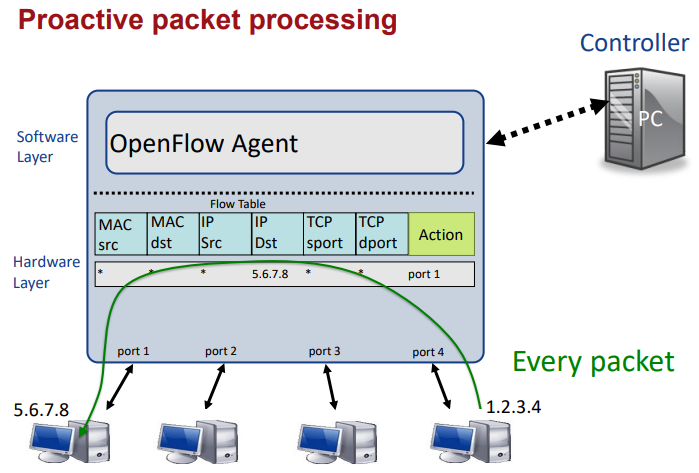 Proactive packet processing
Controller
PC
Software
Layer
OpenFlow Agent
Flow Table
MAC
src
MAC
dst
IP
Src
IP
Dst
TCP
sport
TCP
dport
Action
Hardware
Layer
* * * 5.6.7.8 * * port 1
port 1 port 2 port 3 port 4
Every packet
5.6.7.8
1.2.3.4